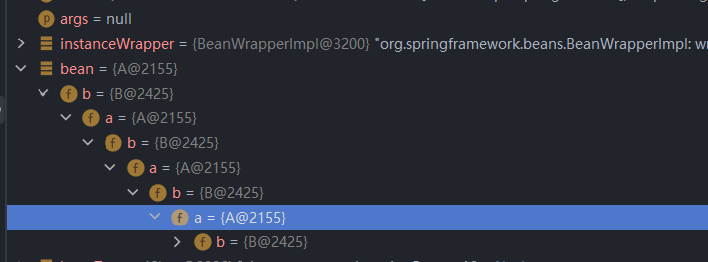 p args = null
instanceWrapper = {BeanWrapperImpl@3200} "org.springframework.beans.BeanWrapperImpl: wr
bean = {A@2155}
f b = {B@2425}
f a = {A@2155}
f b = {B@2425}
f a = {A@2155}
f b = {B@2425}
f a = {A@2155}
f b = {B@2425}